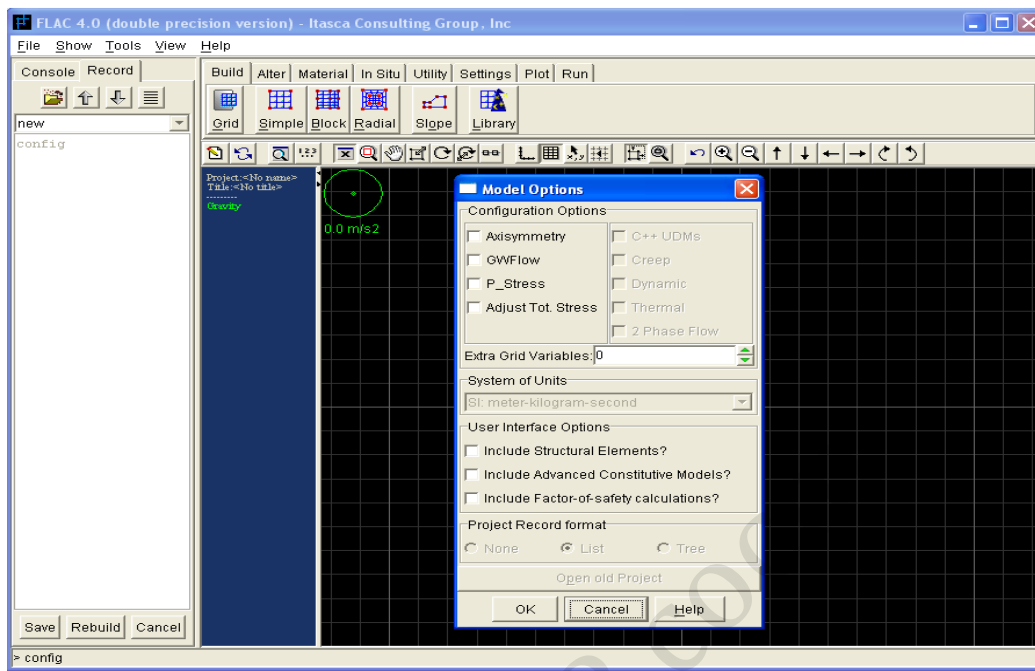 FLAC 4.0 (double precision version) - Itasca Consulting Group, Inc
File Show Tools View Help
Console Record
Build Alter Material In Situ Utility Settings Plot Run
new
Grid Simple Block Radial Slope Library
config
1 2 3
Project:<No name>
Title:<No title>
---------
Gravity
0.0 m/s2
Model Options
Configuration Options
Axisymmetry C++ UDMs
GWFlow Creep
P_Stress Dynamic
Adjust Tot. Stress Thermal
2 Phase Flow
Extra Grid Variables: 0
System of Units
SI: meter-kilogram-second
User Interface Options
Include Structural Elements?
Include Advanced Constitutive Models?
Include Factor-of-safety calculations?
Project Record format
None List Tree
Open old Project
OK Cancel Help
Save Rebuild Cancel
> config